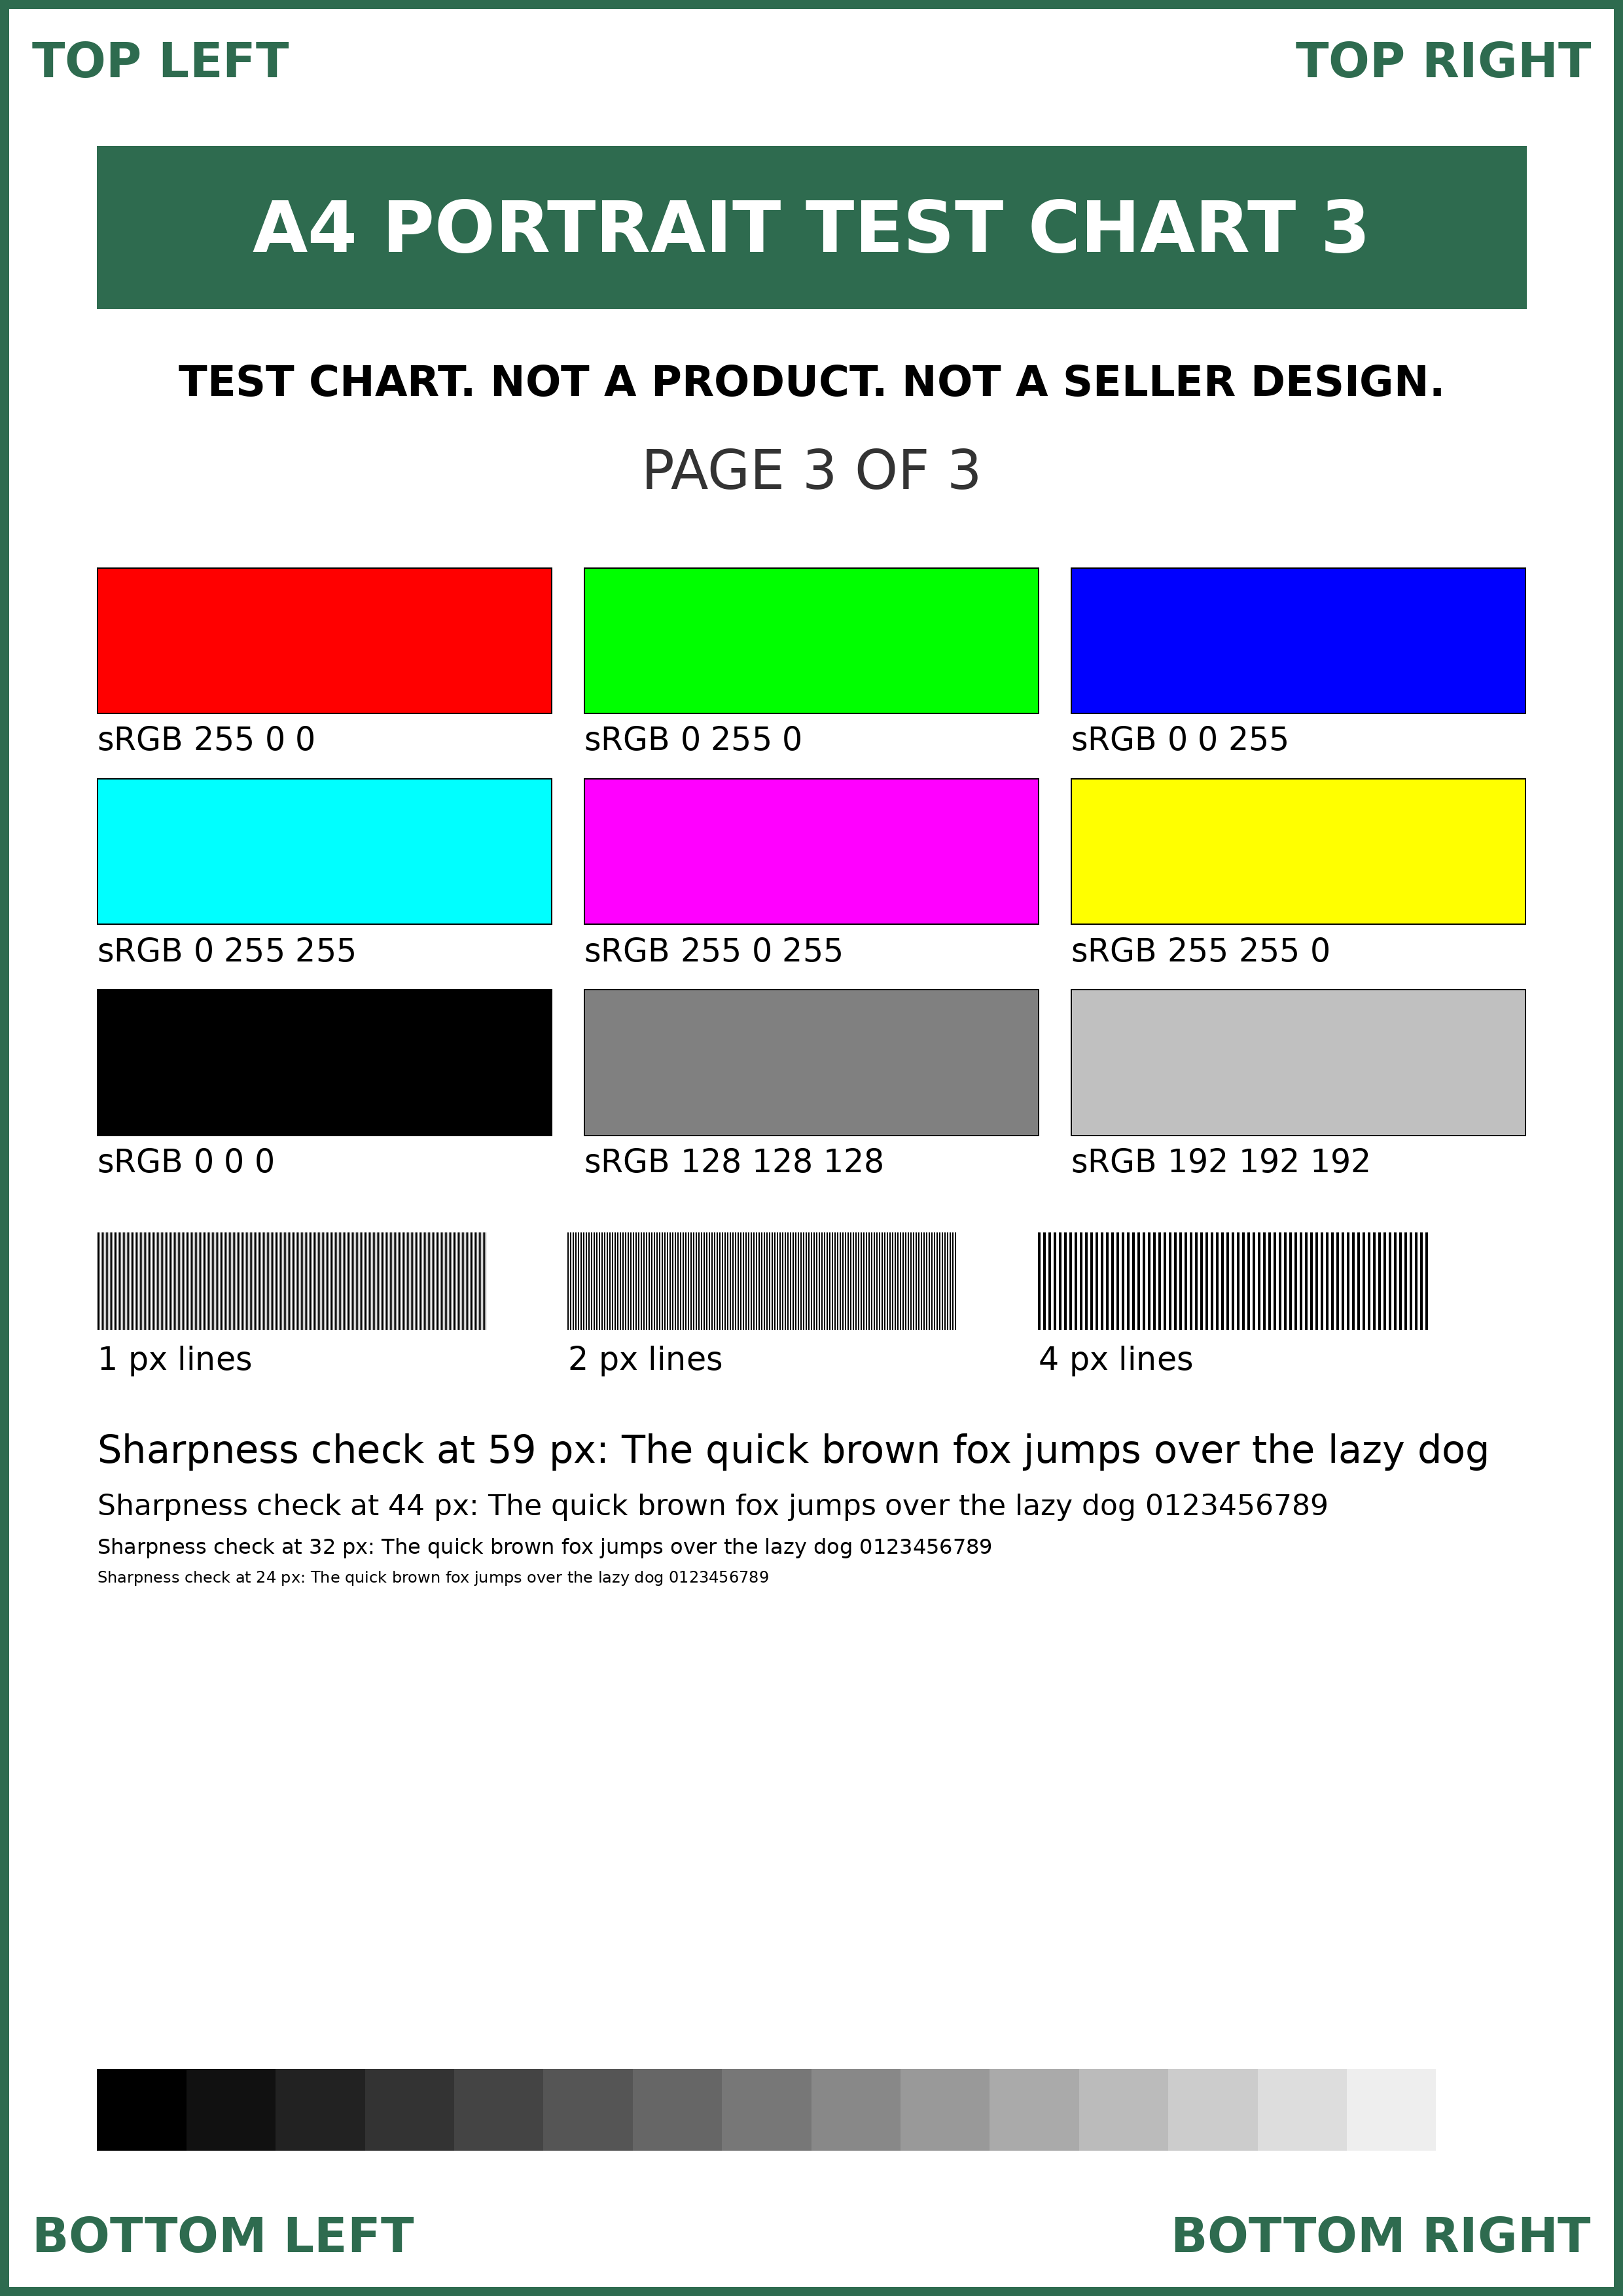 TOP LEFT TOP RIGHT
A4 PORTRAIT TEST CHART 3
TEST CHART. NOT A PRODUCT. NOT A SELLER DESIGN.
PAGE 3 OF 3
sRGB 255 0 0 sRGB 0 255 0 sRGB 0 0 255
sRGB 0 255 255 sRGB 255 0 255 sRGB 255 255 0
sRGB 0 0 0 sRGB 128 128 128 sRGB 192 192 192
1 px lines 2 px lines 4 px lines
Sharpness check at 59 px: The quick brown fox jumps over the lazy dog
Sharpness check at 44 px: The quick brown fox jumps over the lazy dog 0123456789
Sharpness check at 32 px: The quick brown fox jumps over the lazy dog 0123456789
Sharpness check at 24 px: The quick brown fox jumps over the lazy dog 0123456789
BOTTOM LEFT BOTTOM RIGHT